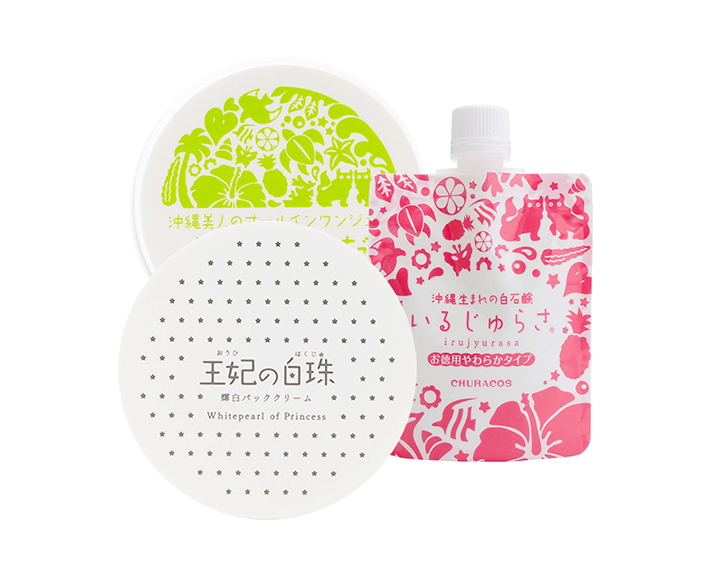 沖縄美人のオールインワンジェ
おうひ はくじゅ
王妃の白珠
輝白パッククリーム
Whitepearl of Princess
沖縄生まれの白石鹸
いるじゅらさ®
irujyurasa
お徳用やわらかタイプ
CHURACOS